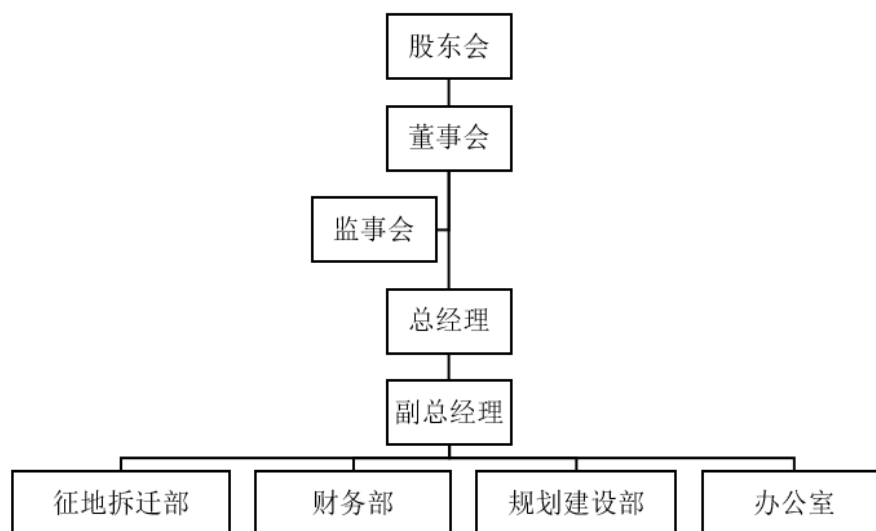 股东会
董事会
监事会
总经理
副总经理
征地拆迁部
财务部
规划建设部
办公室